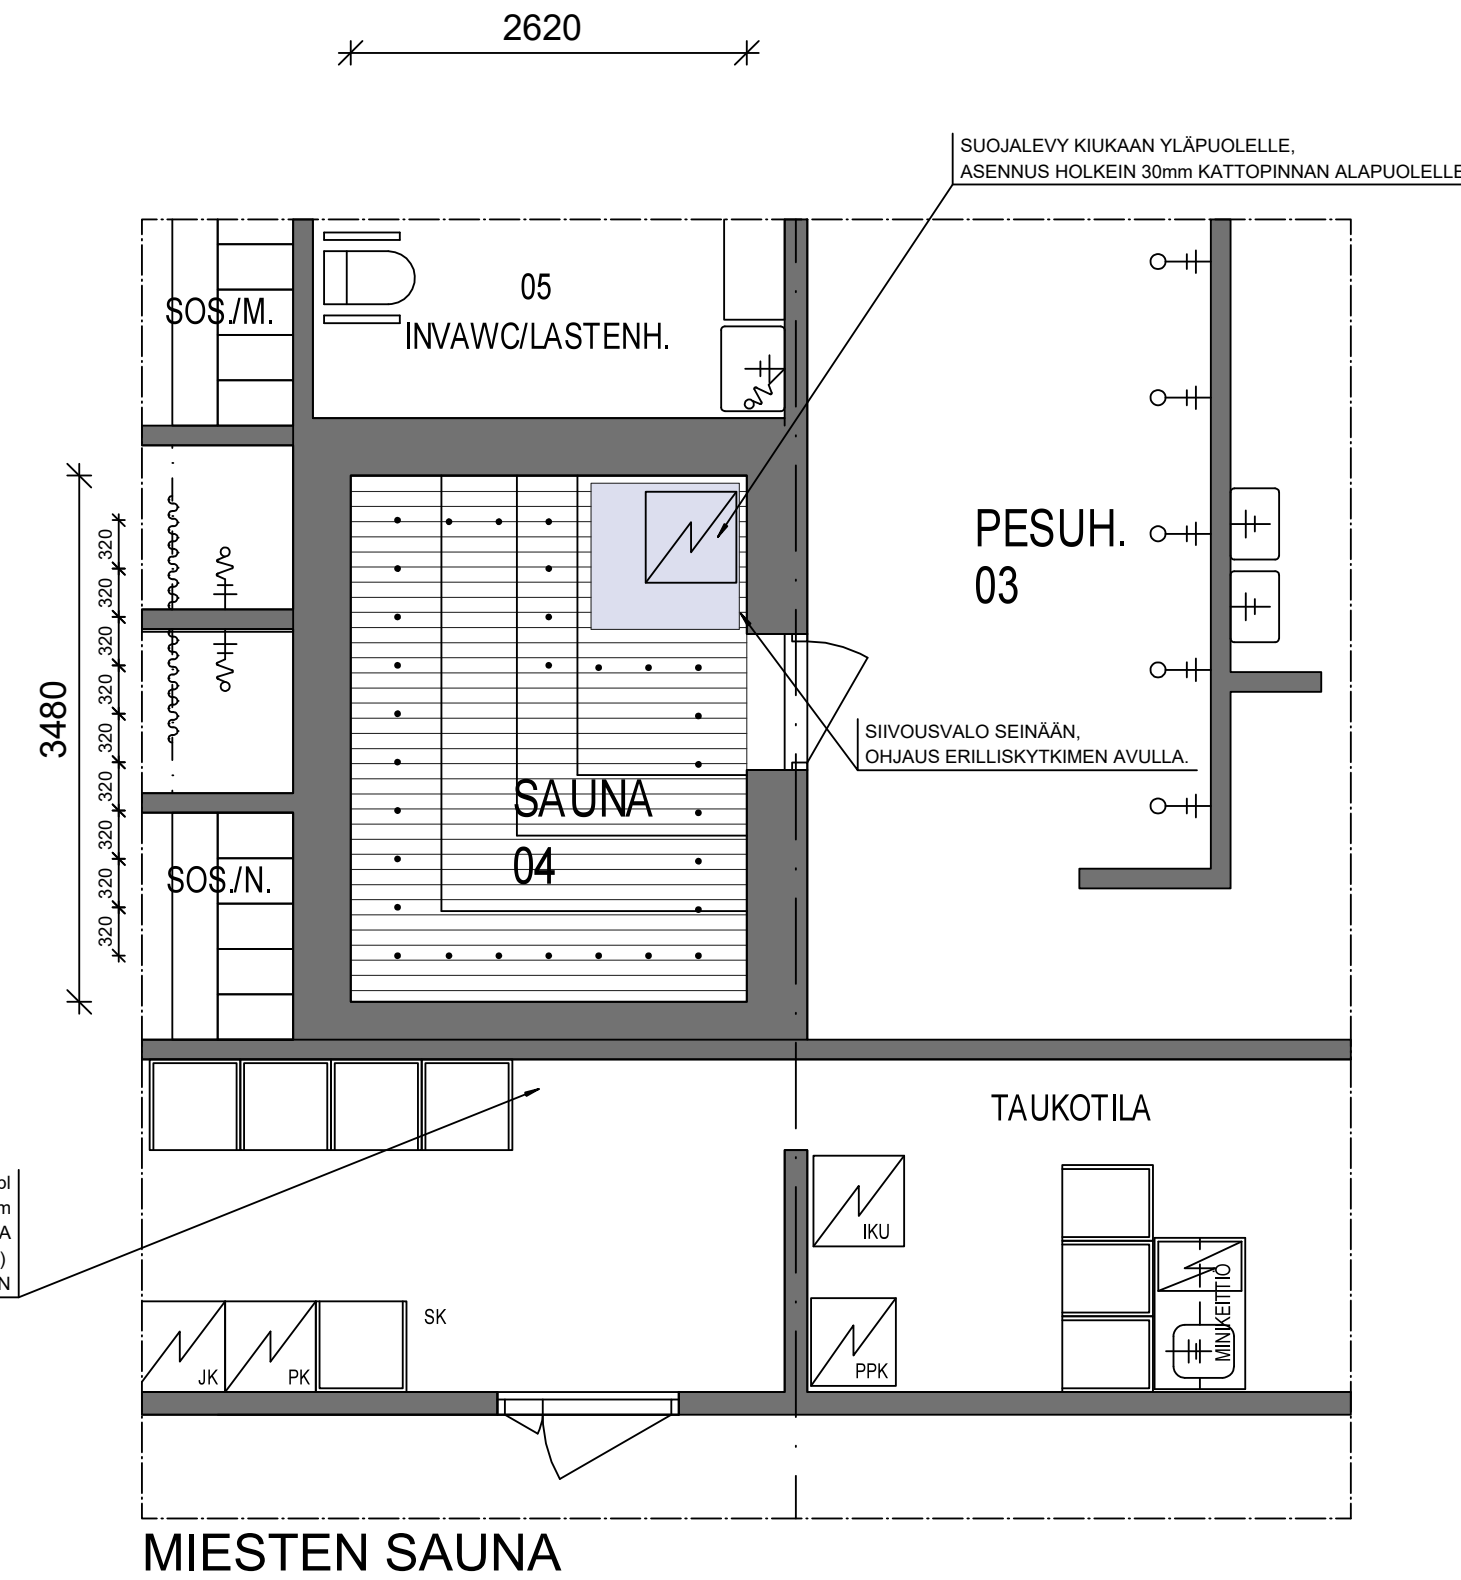 2620
SUOJALEVY KIUKAAN YLÄPUOLELLE,
ASENNUS HOLKEIN 30mm KATTOPINNAN ALAPUOLELLE
SOS./M.
05
INVAWC/LASTENH.
3480
320
320
320
320
320
320
320
320
320
PESUH.
03
SIIVOUSVALO SEINÄÄN,
OHJAUS ERILLISKYTKIMEN AVULLA.
SAUNA
04
SOS./N.
TAUKOTILA
ol
m
A
)
N
IKU
PPK
MINIKEITTIÖ
SK
JK
PK
MIESTEN SAUNA